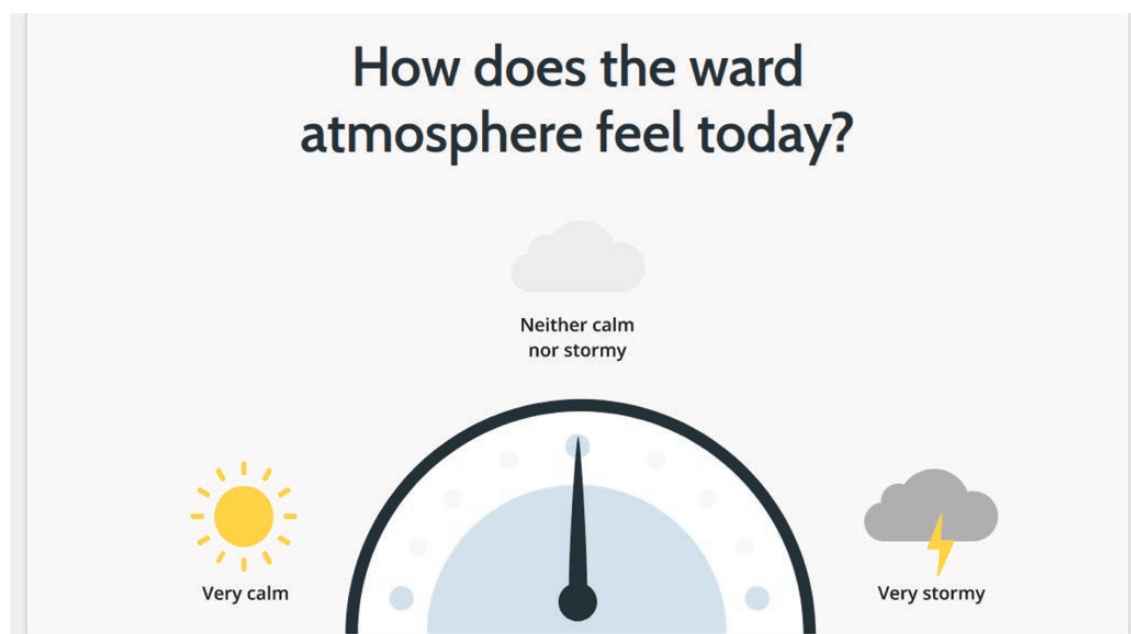 How does the ward
atmosphere feel today?
Neither calm
nor stormy
Very calm
Very stormy